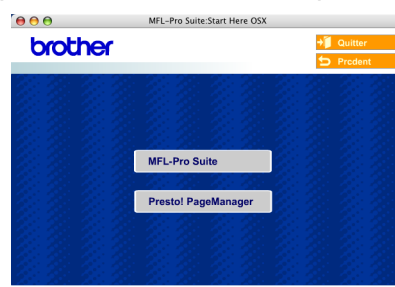 MFL-Pro Suite:Start Here OSX
brother
Quitter
Prcdent
MFL-Pro Suite
Presto! PageManager